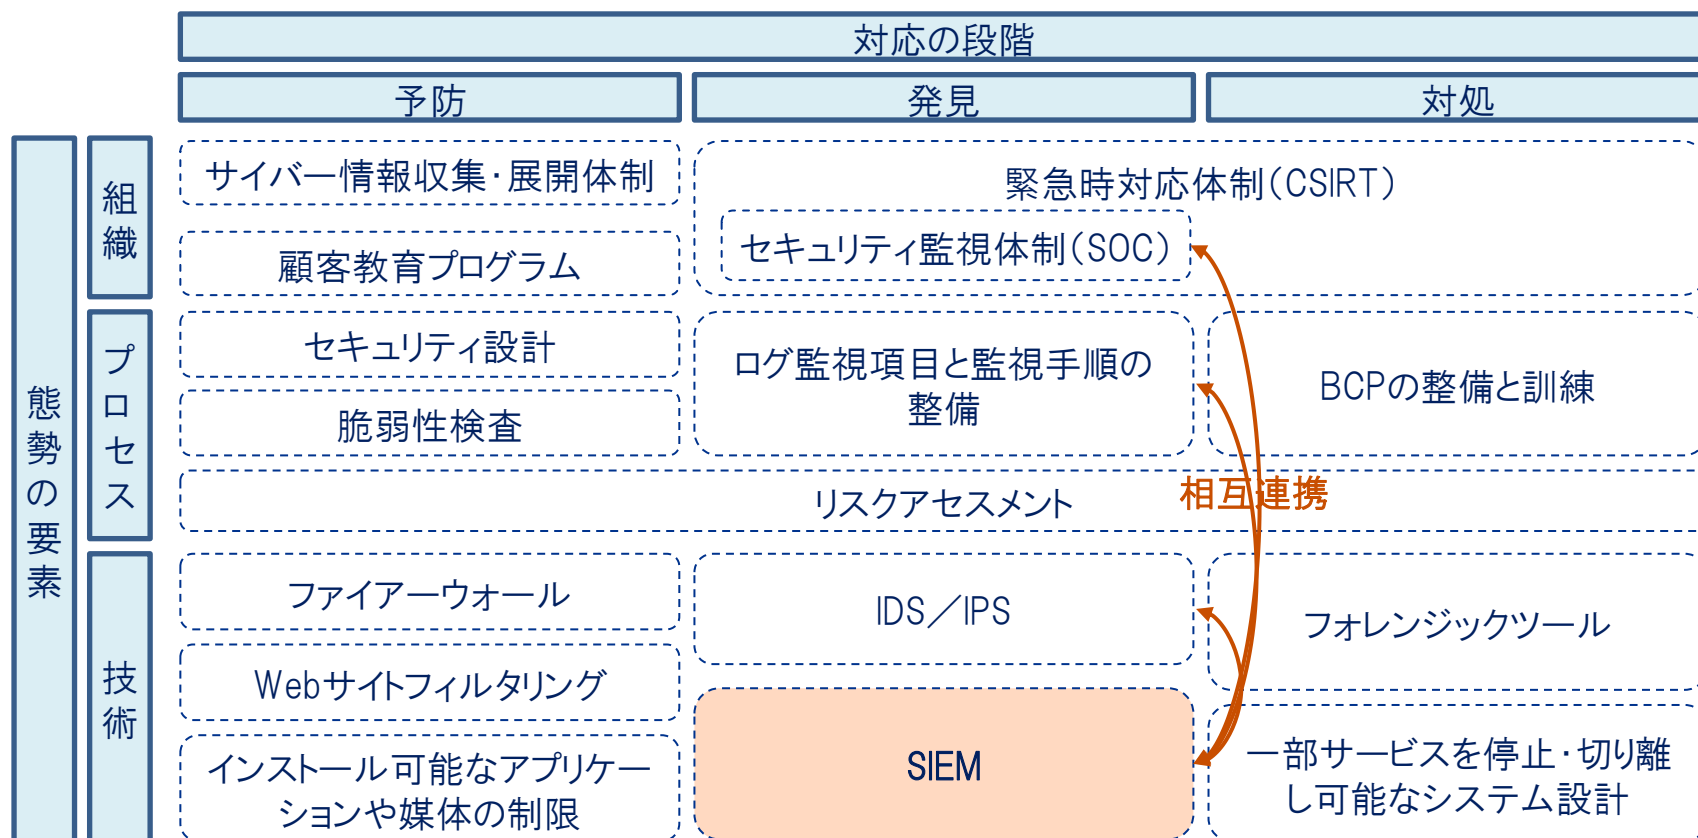 対応の段階
予防
発見
対処
態勢の要素
組織
サイバー情報収集・展開体制
顧客教育プログラム
緊急時対応体制（CSIRT）
セキュリティ監視体制（SOC）
プロセス
セキュリティ設計
脆弱性検査
ログ監視項目と監視手順の
整備
BCPの整備と訓練
リスクアセスメント
相互連携
技術
ファイアーウォール
Webサイトフィルタリング
インストール可能なアプリケー
ションや媒体の制限
IDS／IPS
SIEM
フォレンジックツール
一部サービスを停止・切り離
し可能なシステム設計